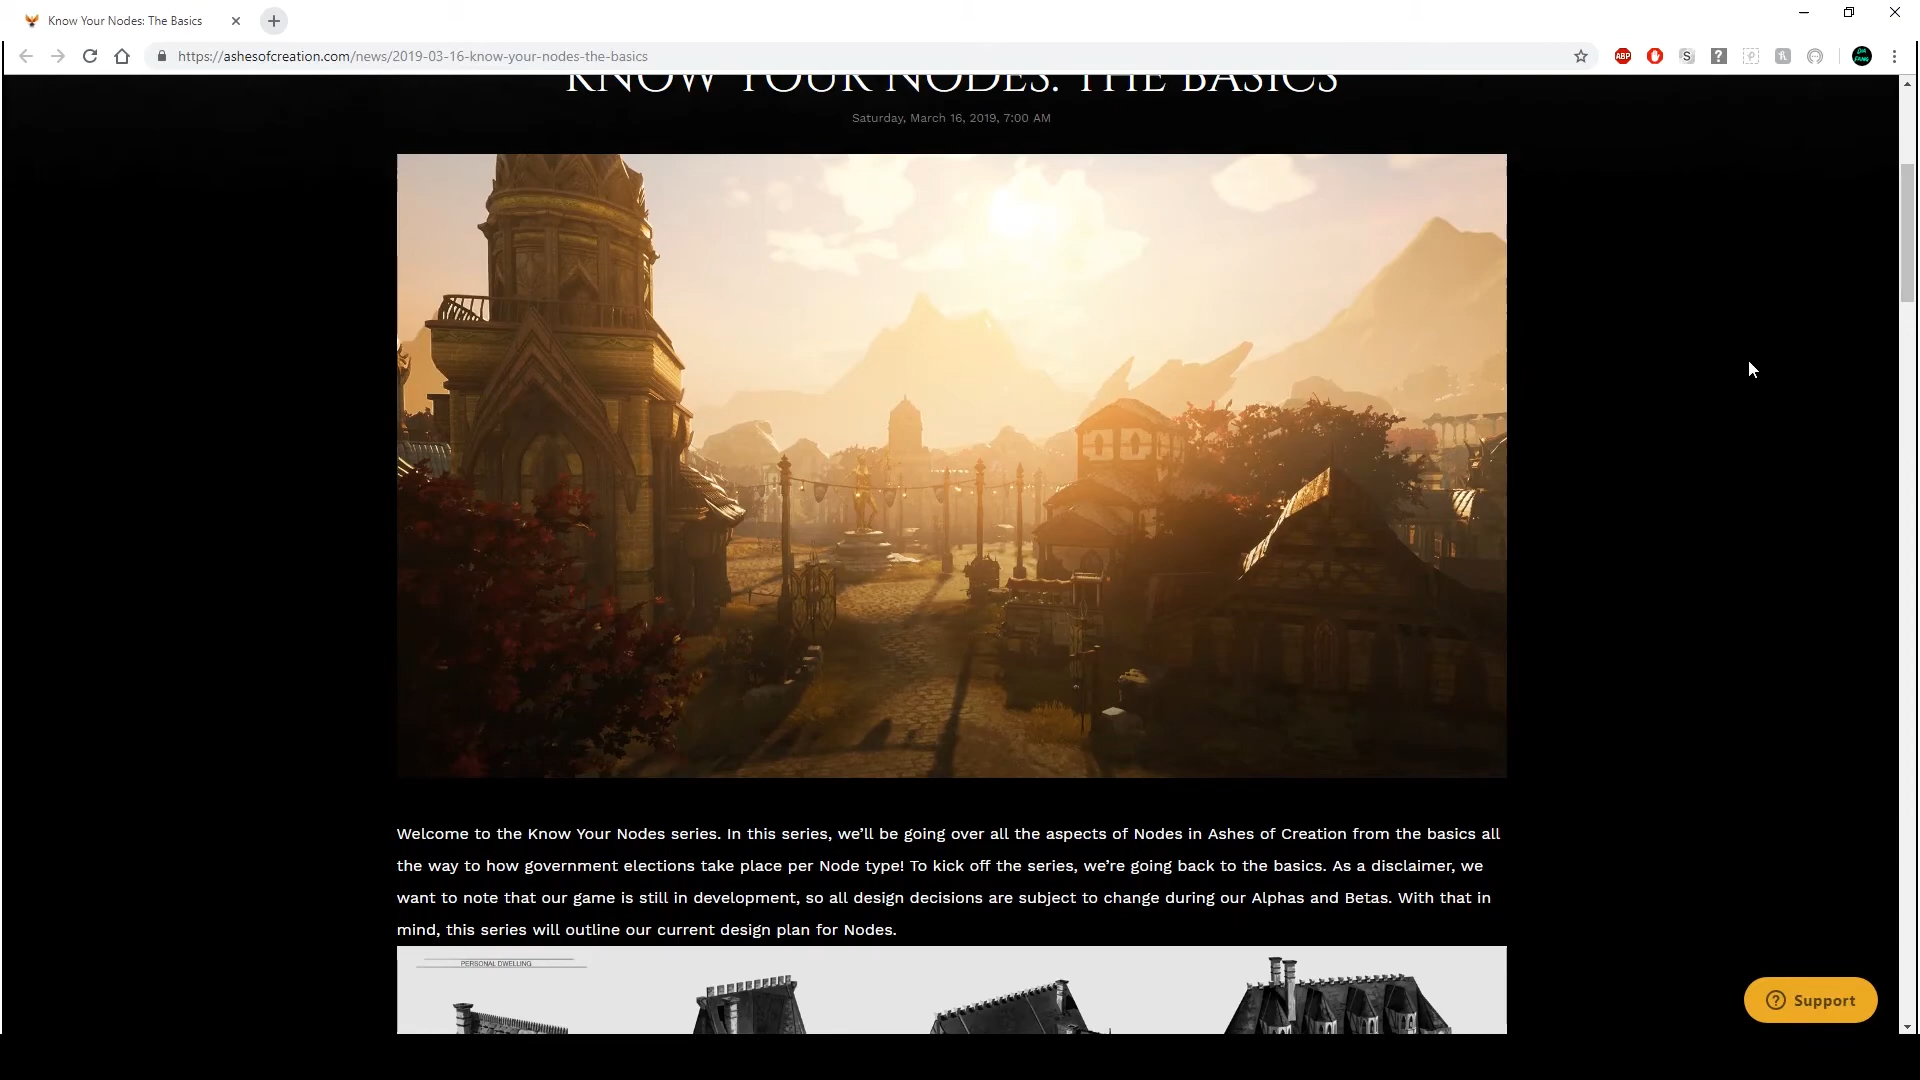 Know Your Nodes: The Basics
https://ashesofcreation.com/news/2019-03-16-know-your-nodes-the-basics
ABP
S
?
KNOW YOUR NODES: THE BASICS
Saturday, March 16, 2019, 7:00 AM
Welcome to the Know Your Nodes series. In this series, we’ll be going over all the aspects of Nodes in Ashes of Creation from the basics all
the way to how government elections take place per Node type! To kick off the series, we’re going back to the basics. As a disclaimer, we
want to note that our game is still in development, so all design decisions are subject to change during our Alphas and Betas. With that in
mind, this series will outline our current design plan for Nodes.
PERSONAL DWELLING
? Support